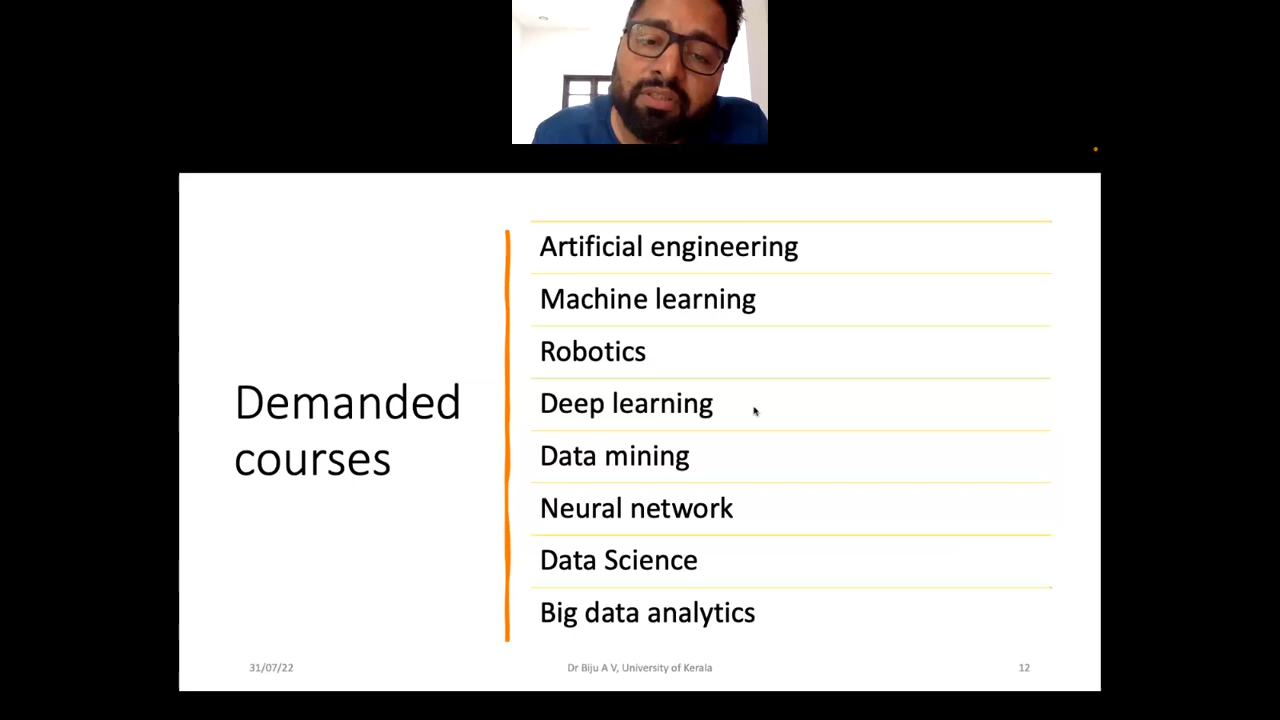 Demanded
courses
Artificial engineering
Machine learning
Robotics
Deep learning
Data mining
Neural network
Data Science
Big data analytics
31/07/22
Dr Biju A V, University of Kerala
12